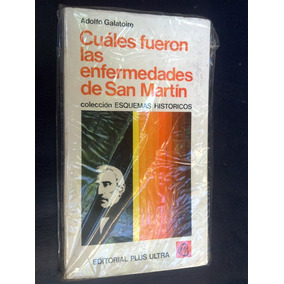 Adolfo Galatoire
Cuáles fueron
las
enfermedades
de San Martín
colección ESQUEMAS HISTORICOS
EDITORIAL PLUS ULTRA